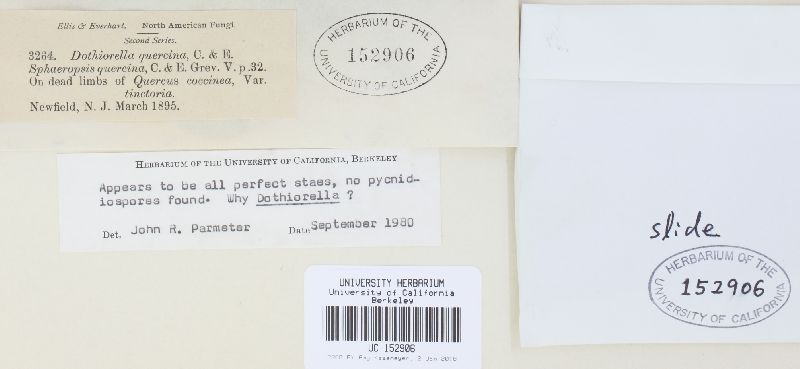 Ellis & Everhart. North American Fungi.
Second Series.
3264. Dothiorella quercina, C. & E.
Sphaeropsis quercina, C. & E. Grev. V. p.32.
On dead limbs of Quercus coccinea, Var.
tinctoria.
Newfield, N. J. March 1895.
HERBARIUM OF THE
152906
UNIVERSITY OF CALIFORNIA
HERBARIUM OF THE UNIVERSITY OF CALIFORNIA, BERKELEY
Appears to be all perfect staes, no pycnid-
iospores found. Why Dothiorella ?
Det. John R. Parmeter Date: September 1980
UNIVERSITY HERBARIUM
University of California
Berkeley
UC 152906
slide
HERBARIUM OF THE
152906
UNIVERSITY OF CALIFORNIA